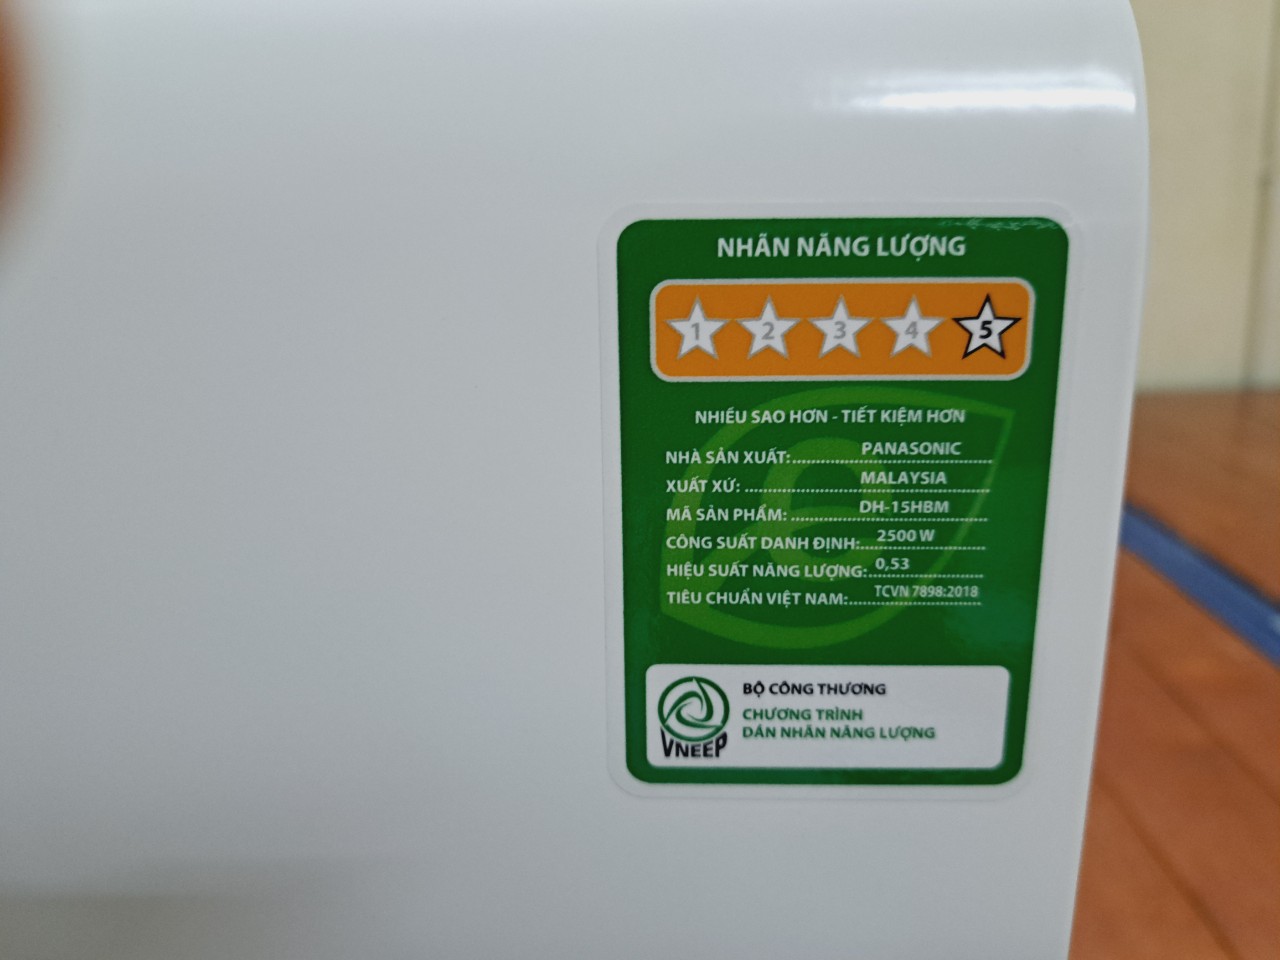 NHÃN NĂNG LƯỢNG
1 2 3 4 5
NHIỀU SAO HƠN - TIẾT KIỆM HƠN
NHÀ SẢN XUẤT: PANASONIC
XUẤT XỨ: MALAYSIA
MÃ SẢN PHẨM: DH-15HBM
CÔNG SUẤT DANH ĐỊNH: 2500 W
HIỆU SUẤT NĂNG LƯỢNG: 0,53
TIÊU CHUẨN VIỆT NAM: TCVN 7898:2018
BỘ CÔNG THƯƠNG
CHƯƠNG TRÌNH
DÁN NHÃN NĂNG LƯỢNG
VNEEP